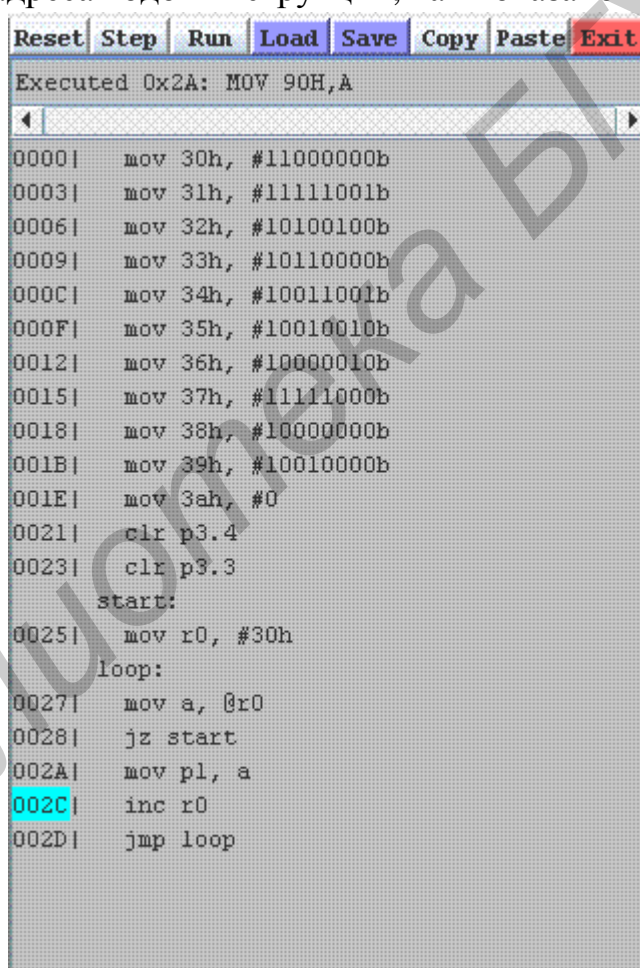 Reset Step Run Load Save Copy Paste Exit
Executed 0x2A: MOV 90H,A
0000| mov 30h, #11000000b
0003| mov 31h, #11111001b
0006| mov 32h, #10100100b
0009| mov 33h, #10110000b
000C| mov 34h, #10011001b
000F| mov 35h, #10010010b
0012| mov 36h, #10000010b
0015| mov 37h, #11111000b
0018| mov 38h, #10000000b
001B| mov 39h, #10010000b
001E| mov 3ah, #0
0021| clr p3.4
0023| clr p3.3
start:
0025| mov r0, #30h
loop:
0027| mov a, @r0
0028| jz start
002A| mov p1, a
002C| inc r0
002D| jmp loop